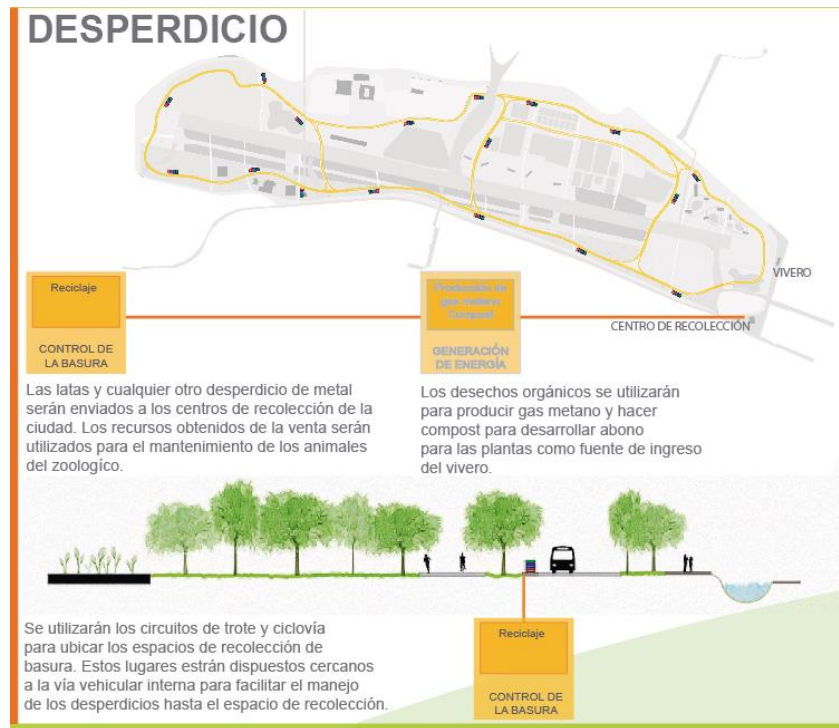 DESPERDICIO
VIVERO
CENTRO DE RECOLECCIÓN
Reciclaje
CONTROL DE
LA BASURA
Producción de
gas metano
Compost
GENERACIÓN
DE ENERGÍA
Las latas y cualquier otro desperdicio de metal
serán enviados a los centros de recolección de la
ciudad. Los recursos obtenidos de la venta serán
utilizados para el mantenimiento de los animales
del zoologíco.
Los desechos orgánicos se utilizarán
para producir gas metano y hacer
compost para desarrollar abono
para las plantas como fuente de ingreso
del vivero.
Se utilizarán los circuitos de trote y ciclovía
para ubicar los espacios de recolección de
basura. Estos lugares estrán dispuestos cercanos
a la vía vehicular interna para facilitar el manejo
de los desperdicios hasta el espacio de recolección.
Reciclaje
CONTROL DE
LA BASURA